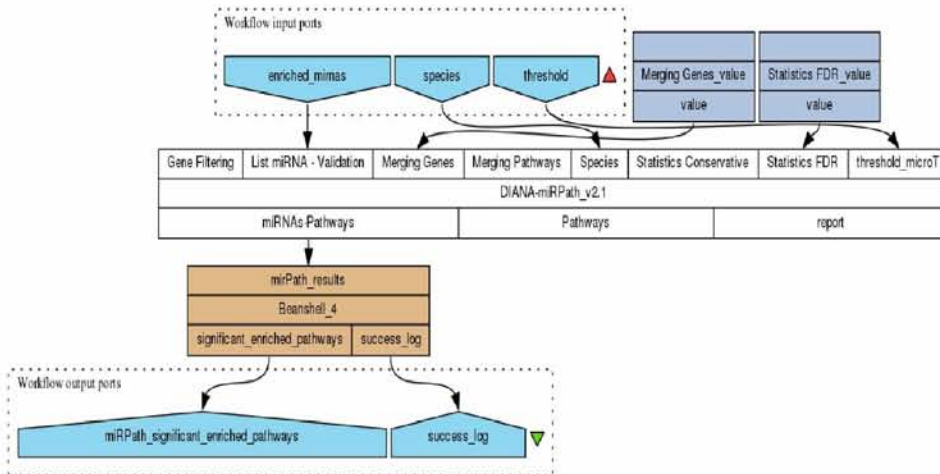 Workflow input ports
enriched_mirnas
species
threshold
Merging Genes_value
value
Statistics FDR_value
value
Gene Filtering
List miRNA - Validation
Merging Genes
Merging Pathways
Species
Statistics Conservative
Statistics FDR
threshold_microT
DIANA-miRPath_v2.1
miRNAs-Pathways
Pathways
report
mirPath_results
Beanshell_4
significant_enriched_pathways
success_log
Workflow output ports
miRPath_significant_enriched_pathways
success_log